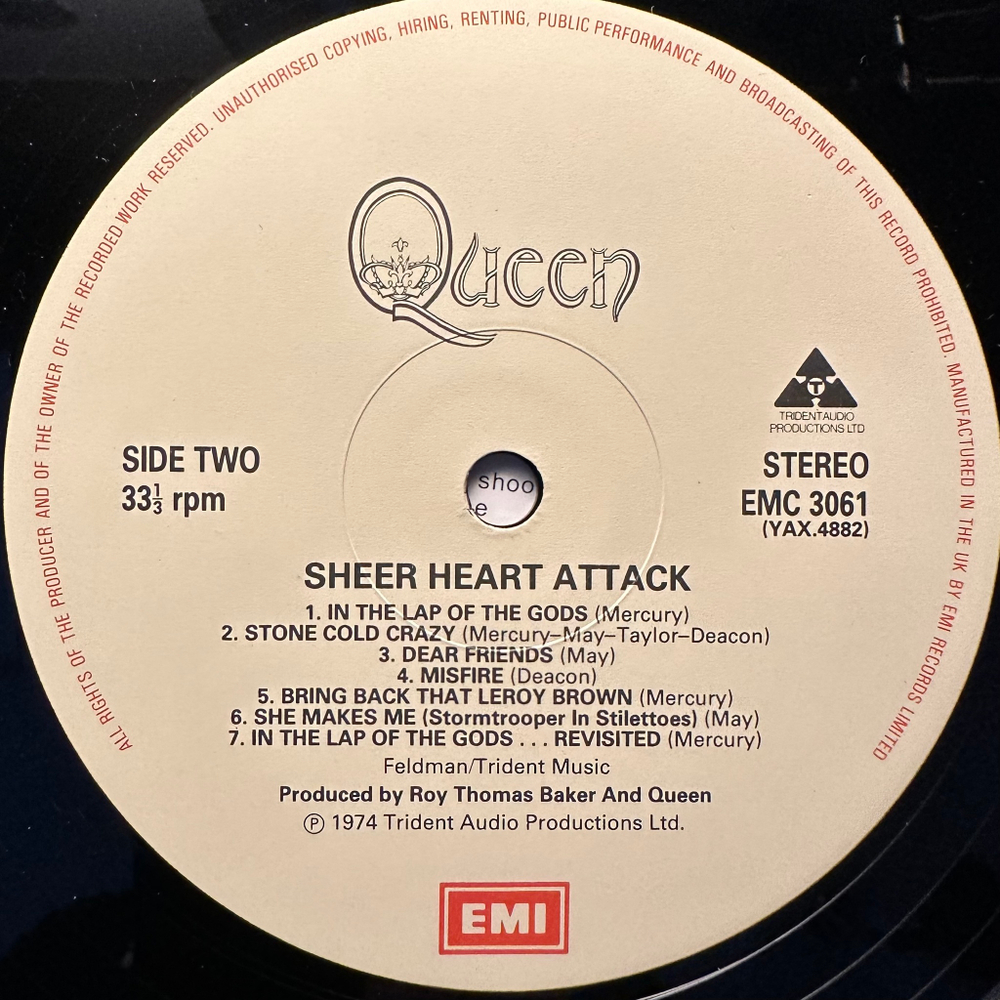 ALL RIGHTS OF THE PRODUCER AND OF THE OWNER OF THE RECORDED WORK RESERVED. UNAUTHORISED COPYING, HIRING, RENTING, PUBLIC PERFORMANCE AND BROADCASTING OF THIS RECORD PROHIBITED. MANUFACTURED IN THE UK BY EMI RECORDS LIMITED
Queen
T
TRIDENT AUDIO
PRODUCTIONS LTD
SIDE TWO
33⅓ rpm
shoo
STEREO
EMC 3061
(YAX.4882)
SHEER HEART ATTACK
1. IN THE LAP OF THE GODS (Mercury)
2. STONE COLD CRAZY (Mercury–May–Taylor–Deacon)
3. DEAR FRIENDS (May)
4. MISFIRE (Deacon)
5. BRING BACK THAT LEROY BROWN (Mercury)
6. SHE MAKES ME (Stormtrooper In Stilettoes) (May)
7. IN THE LAP OF THE GODS . . . REVISITED (Mercury)
Feldman/Trident Music
Produced by Roy Thomas Baker And Queen
Ⓟ 1974 Trident Audio Productions Ltd.
EMI